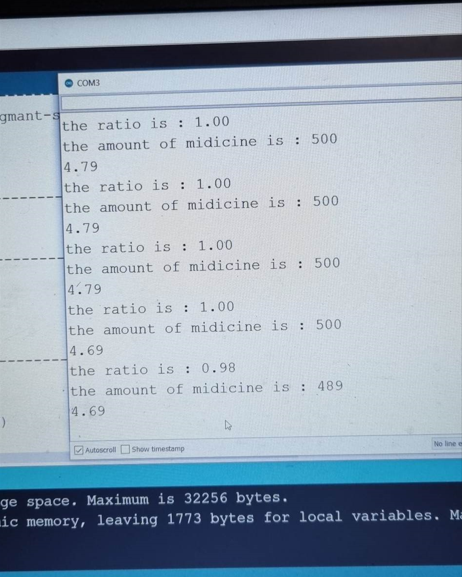 COM3
gmant-s
the ratio is : 1.00
the amount of midicine is : 500
4.79
the ratio is : 1.00
the amount of midicine is : 500
4.79
the ratio is : 1.00
the amount of midicine is : 500
4.79
the ratio is : 1.00
the amount of midicine is : 500
4.69
the ratio is : 0.98
the amount of midicine is : 489
4.69
)
Autoscroll Show timestamp
No line e
ge space. Maximum is 32256 bytes.
ic memory, leaving 1773 bytes for local variables. Ma